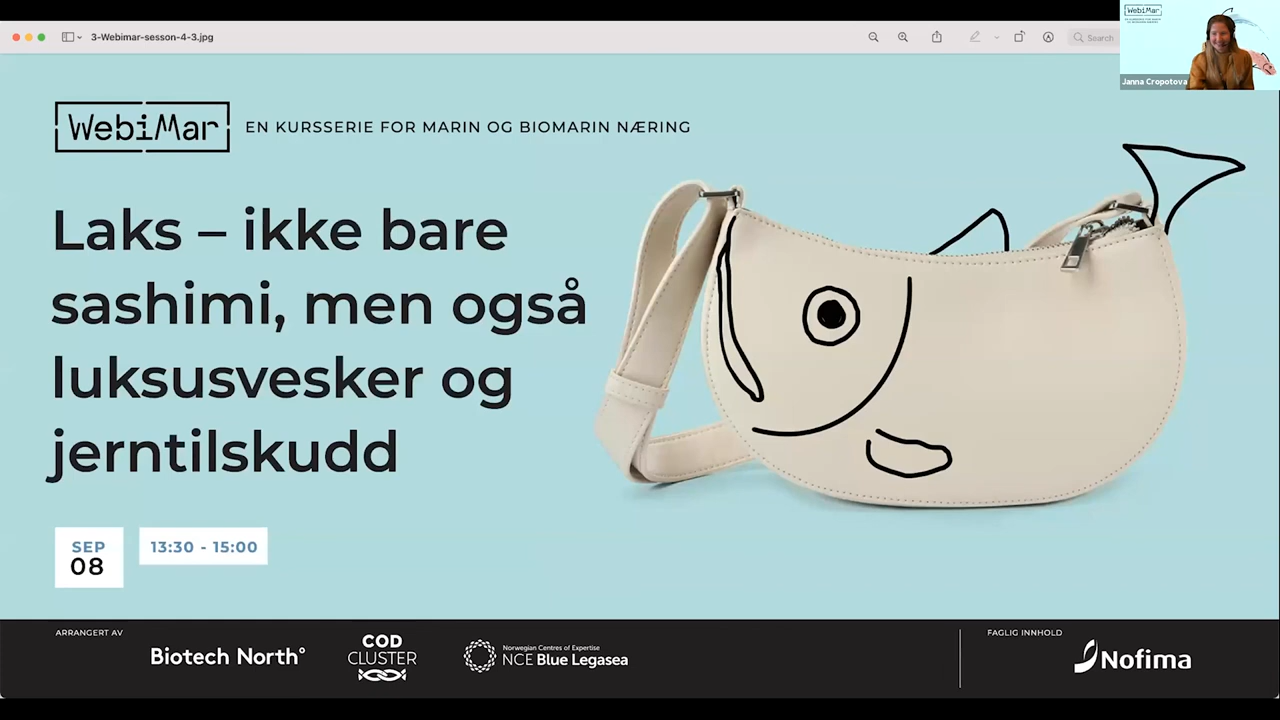 3-Webimar-sesson-4-3.jpg
Search
WebiMar
Janna Cropotova
WebiMar
EN KURSSERIE FOR MARIN OG BIOMARIN NÆRING
Laks – ikke bare
sashimi, men også
luksusvesker og
jerntilskudd
SEP
08
13:30 - 15:00
ARRANGERT AV
Biotech North°
COD
CLUSTER
Norwegian Centres of Expertise
NCE Blue Legasea
FAGLIG INNHOLD
Nofima